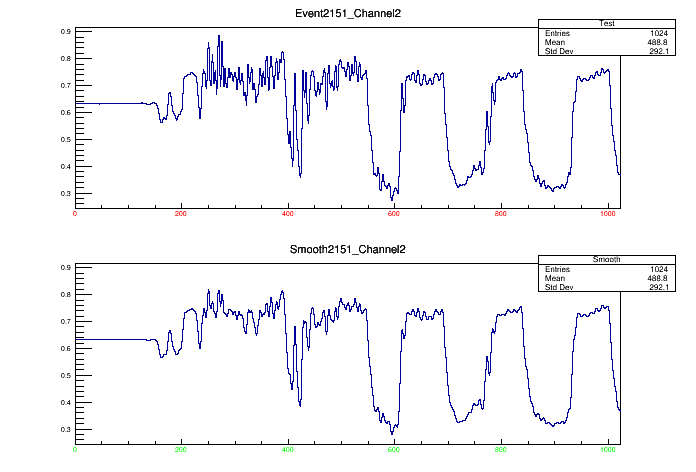 Event2151_Channel2
Test
Entries 1024
Mean 488.8
Std Dev 292.1
0.9
0.8
0.7
0.6
0.5
0.4
0.3
0 200 400 600 800 1000
Smooth2151_Channel2
Smooth
Entries 1024
Mean 488.8
Std Dev 292.1
0.9
0.8
0.7
0.6
0.5
0.4
0.3
0 200 400 600 800 1000